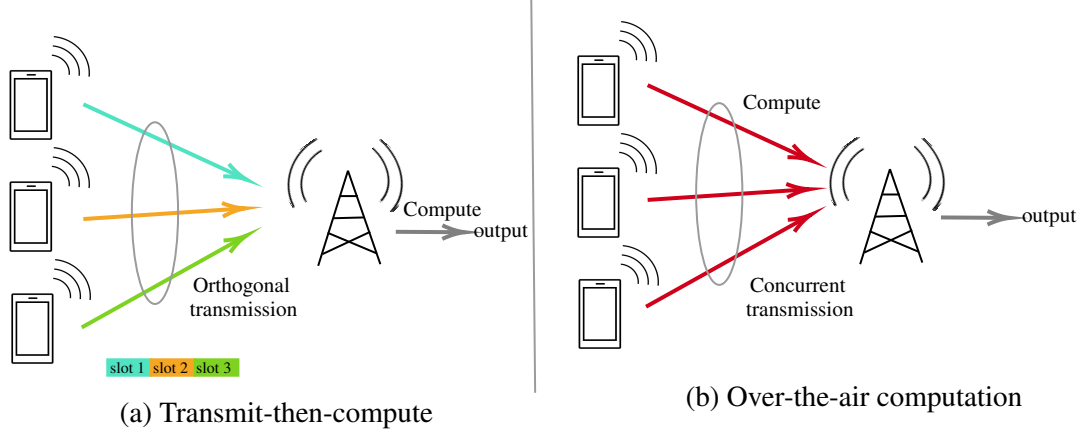 Compute
output
Orthogonal
transmission
slot 1 slot 2 slot 3
(a) Transmit-then-compute
Compute
output
Concurrent
transmission
(b) Over-the-air computation